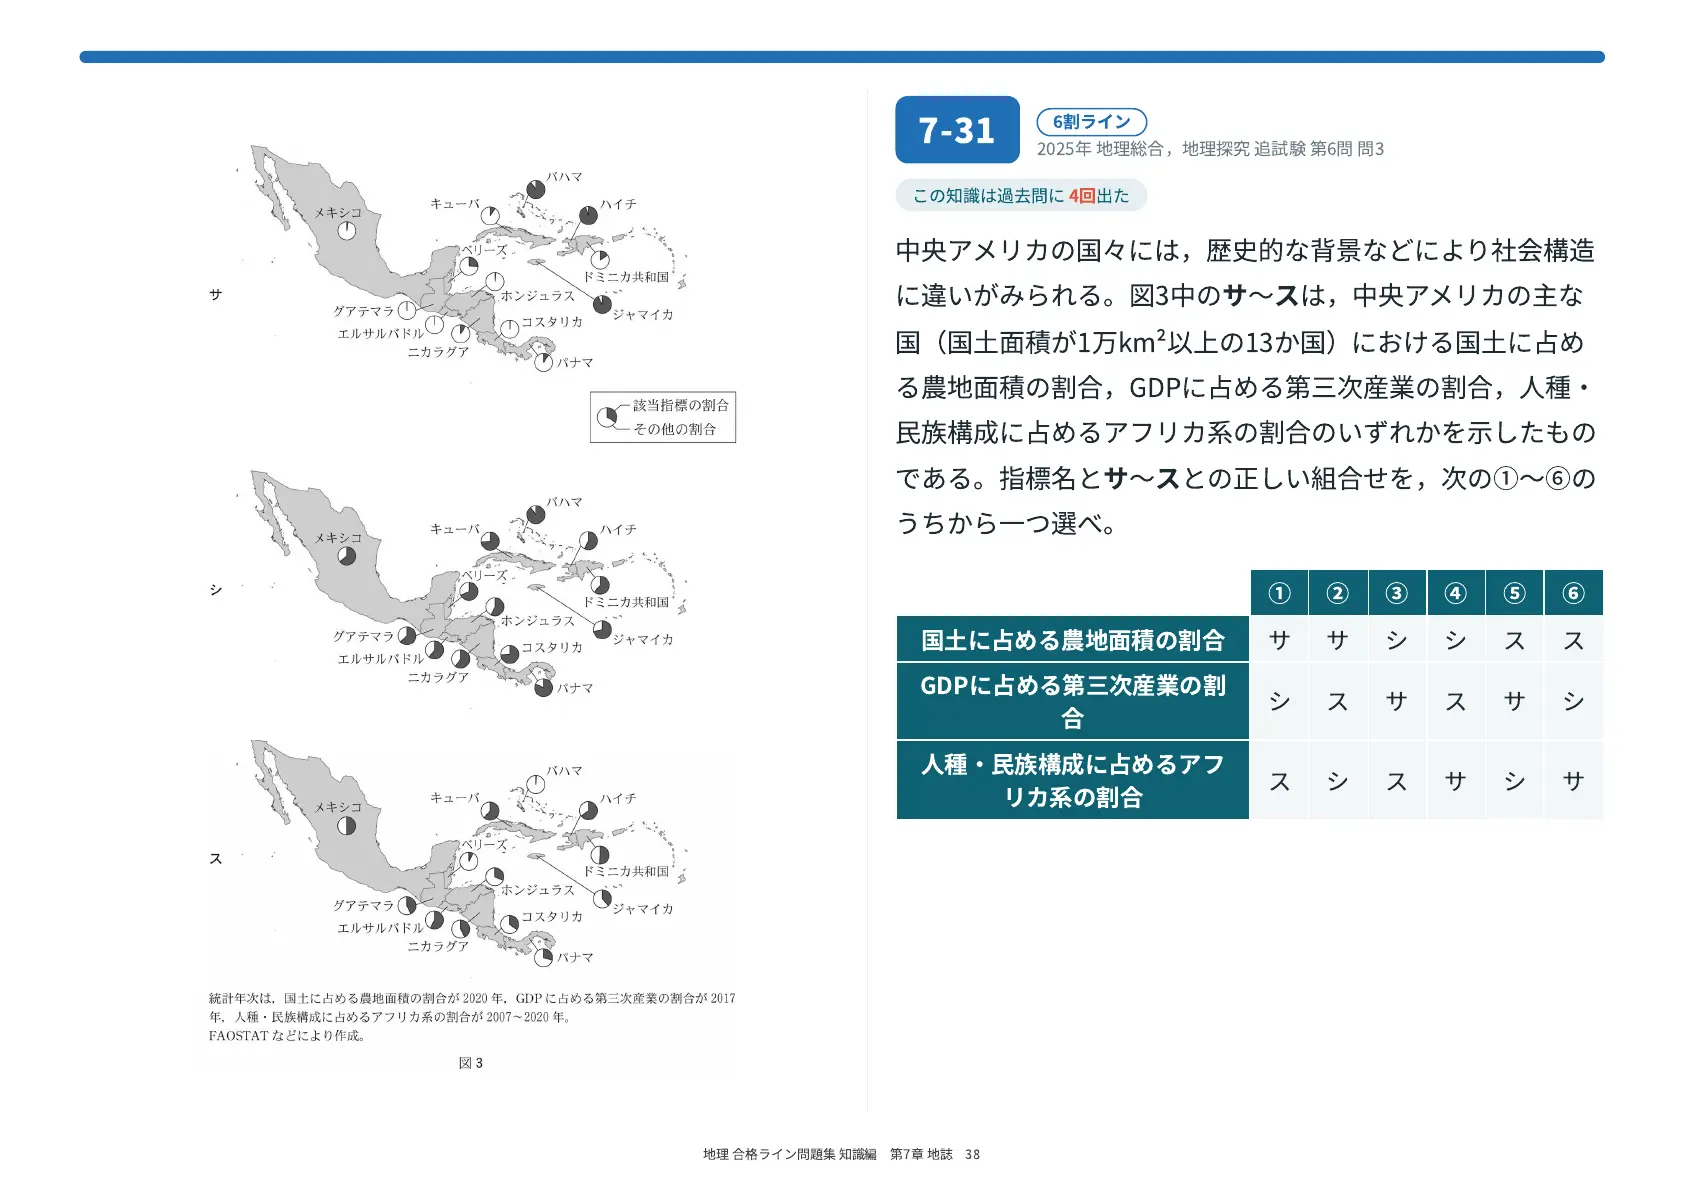 サ
メキシコ
バハマ
キューバ
ハイチ
ベリーズ
ドミニカ共和国
ホンジュラス
グアテマラ
ジャマイカ
エルサルバドル
コスタリカ
ニカラグア
パナマ
該当指標の割合
その他の割合
シ
メキシコ
バハマ
キューバ
ハイチ
ベリーズ
ドミニカ共和国
ホンジュラス
グアテマラ
ジャマイカ
エルサルバドル
コスタリカ
ニカラグア
パナマ
ス
メキシコ
バハマ
キューバ
ハイチ
ベリーズ
ドミニカ共和国
ホンジュラス
グアテマラ
ジャマイカ
エルサルバドル
コスタリカ
ニカラグア
パナマ
統計年次は，国土に占める農地面積の割合が 2020 年，GDP に占める第三次産業の割合が 2017
年，人種・民族構成に占めるアフリカ系の割合が 2007～2020 年。
FAOSTAT などにより作成。
図 3
7-31
6割ライン
2025年 地理総合，地理探究 追試験 第6問 問3
この知識は過去問に 4回出た
中央アメリカの国々には，歴史的な背景などにより社会構造
に違いがみられる。図3中のサ～スは，中央アメリカの主な
国（国土面積が1万km²以上の13か国）における国土に占め
る農地面積の割合，GDPに占める第三次産業の割合，人種・
民族構成に占めるアフリカ系の割合のいずれかを示したもの
である。指標名とサ～スとの正しい組合せを，次の①～⑥の
うちから一つ選べ。
① ② ③ ④ ⑤ ⑥
国土に占める農地面積の割合 サ サ シ シ ス ス
GDPに占める第三次産業の割
合 シ ス サ ス サ シ
人種・民族構成に占めるアフ
リカ系の割合 ス シ ス サ シ サ
地理 合格ライン問題集 知識編 第7章 地誌 38